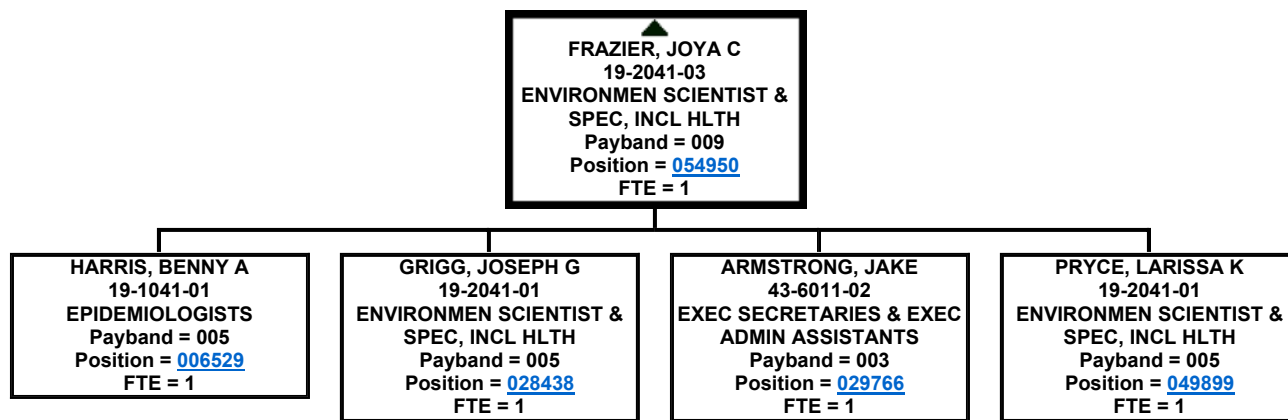 FRAZIER, JOYA C
19-2041-03
ENVIRONMEN SCIENTIST &
SPEC, INCL HLTH
Payband = 009
Position = 054950
FTE = 1
HARRIS, BENNY A
19-1041-01
EPIDEMIOLOGISTS
Payband = 005
Position = 006529
FTE = 1
GRIGG, JOSEPH G
19-2041-01
ENVIRONMEN SCIENTIST &
SPEC, INCL HLTH
Payband = 005
Position = 028438
FTE = 1
ARMSTRONG, JAKE
43-6011-02
EXEC SECRETARIES & EXEC
ADMIN ASSISTANTS
Payband = 003
Position = 029766
FTE = 1
PRYCE, LARISSA K
19-2041-01
ENVIRONMEN SCIENTIST &
SPEC, INCL HLTH
Payband = 005
Position = 049899
FTE = 1